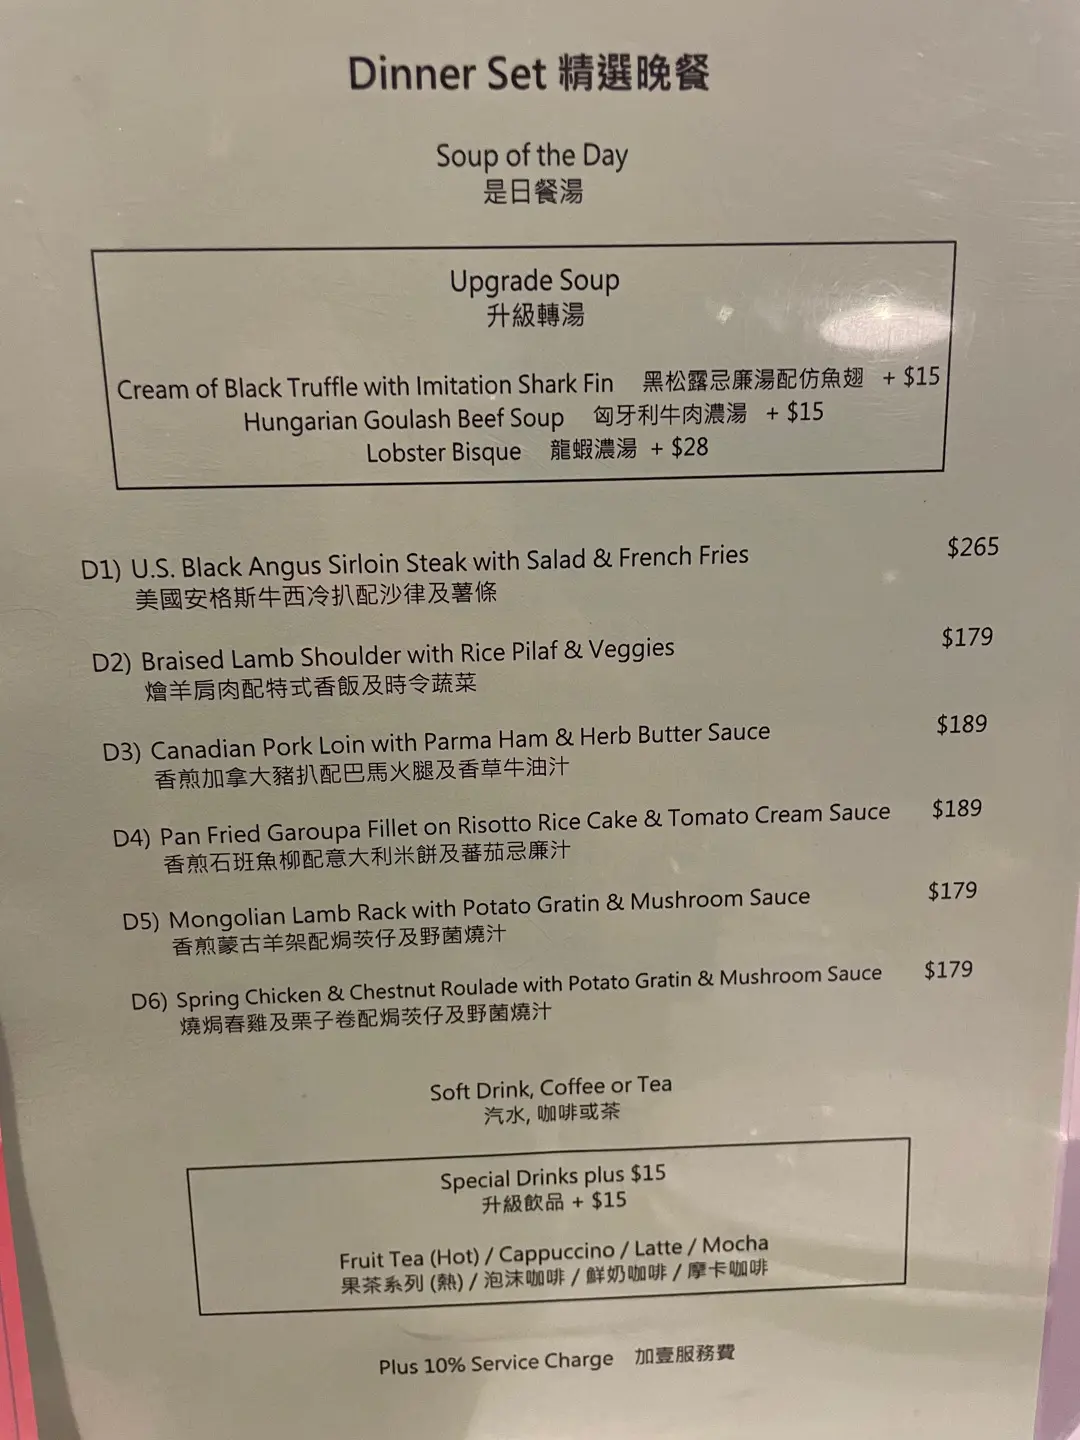 Dinner Set 精選晚餐
Soup of the Day
是日餐湯
Upgrade Soup
升級轉湯
Cream of Black Truffle with Imitation Shark Fin 黑松露忌廉湯配仿魚翅 + $15
Hungarian Goulash Beef Soup 匈牙利牛肉濃湯 + $15
Lobster Bisque 龍蝦濃湯 + $28
D1) U.S. Black Angus Sirloin Steak with Salad & French Fries $265
美國安格斯牛西冷扒配沙律及薯條
D2) Braised Lamb Shoulder with Rice Pilaf & Veggies $179
燴羊肩肉配特式香飯及時令蔬菜
D3) Canadian Pork Loin with Parma Ham & Herb Butter Sauce $189
香煎加拿大豬扒配巴馬火腿及香草牛油汁
D4) Pan Fried Garoupa Fillet on Risotto Rice Cake & Tomato Cream Sauce $189
香煎石班魚柳配意大利米餅及蕃茄忌廉汁
D5) Mongolian Lamb Rack with Potato Gratin & Mushroom Sauce $179
香煎蒙古羊架配焗茨仔及野菌燒汁
D6) Spring Chicken & Chestnut Roulade with Potato Gratin & Mushroom Sauce $179
燒焗春雞及栗子卷配焗茨仔及野菌燒汁
Soft Drink, Coffee or Tea
汽水, 咖啡或茶
Special Drinks plus $15
升級飲品 + $15
Fruit Tea (Hot) / Cappuccino / Latte / Mocha
果茶系列 (熱) / 泡沫咖啡 / 鮮奶咖啡 / 摩卡咖啡
Plus 10% Service Charge 加壹服務費